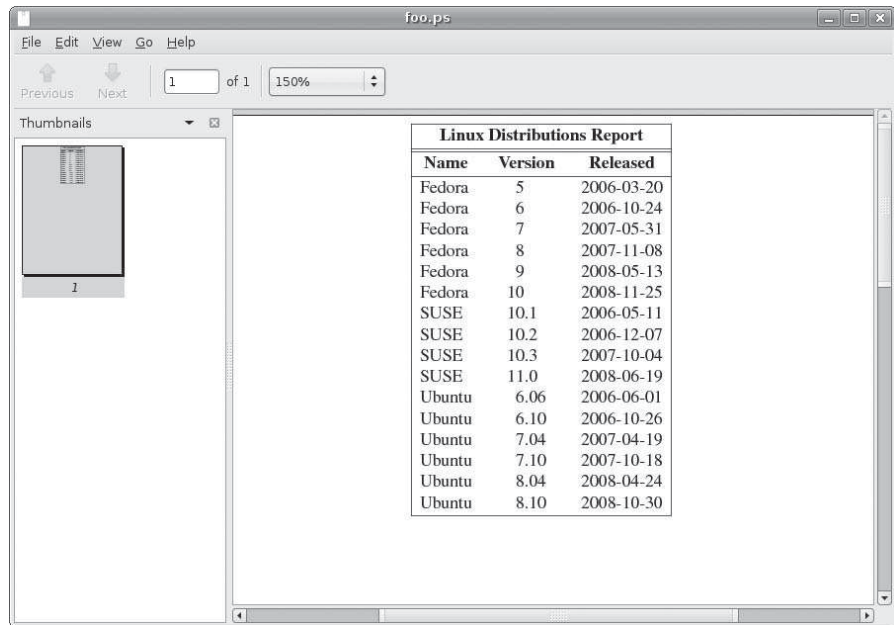 foo.ps
File Edit View Go Help
Previous Next 1 of 1 150%
Thumbnails
1
Linux Distributions Report
Name Version Released
Fedora 5 2006-03-20
Fedora 6 2006-10-24
Fedora 7 2007-05-31
Fedora 8 2007-11-08
Fedora 9 2008-05-13
Fedora 10 2008-11-25
SUSE 10.1 2006-05-11
SUSE 10.2 2006-12-07
SUSE 10.3 2007-10-04
SUSE 11.0 2008-06-19
Ubuntu 6.06 2006-06-01
Ubuntu 6.10 2006-10-26
Ubuntu 7.04 2007-04-19
Ubuntu 7.10 2007-10-18
Ubuntu 8.04 2008-04-24
Ubuntu 8.10 2008-10-30